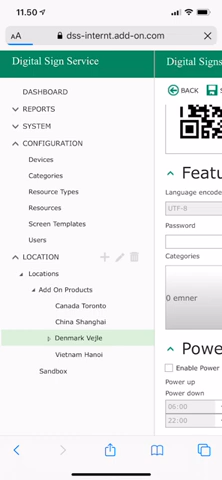 11.50
AA dss-internt.add-on.com
Digital Sign Service
Digital Signs
DASHBOARD
REPORTS
SYSTEM
CONFIGURATION
Devices
Categories
Resource Types
Resources
Screen Templates
Users
LOCATION
Locations
Add On Products
Canada Toronto
China Shanghai
Denmark Vejle
Vietnam Hanoi
Sandbox
BACK
Featu
Language encode
UTF-8
Password
Categories
0 emner
Powe
Enable Power
Power up
Power down
06:00
22:00